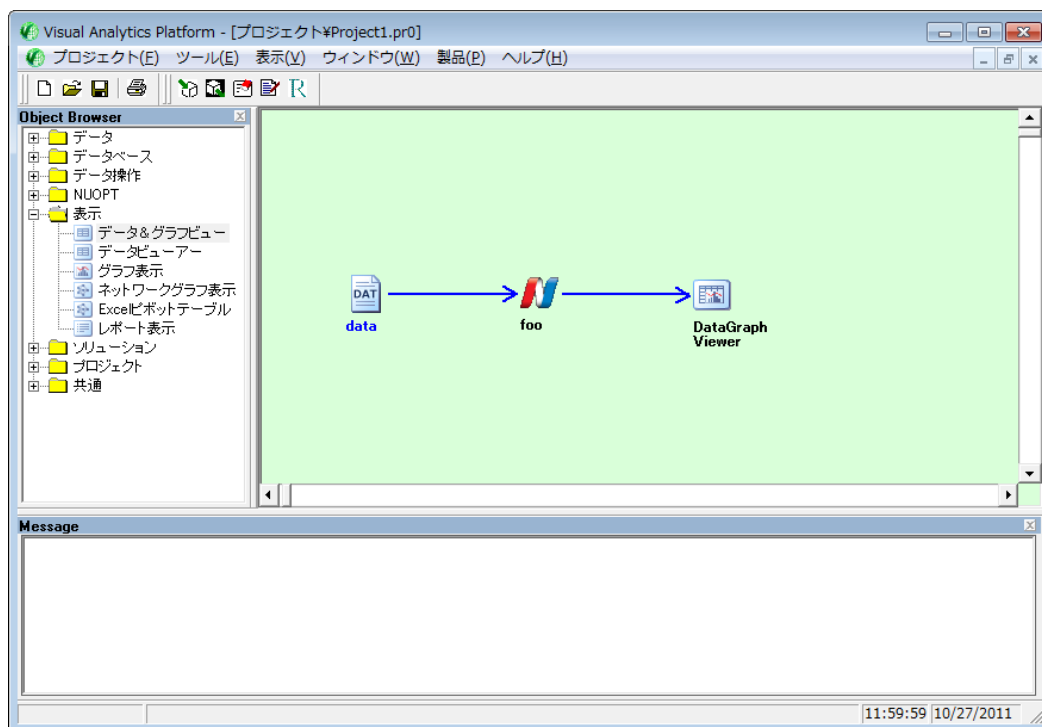 Visual Analytics Platform - [プロジェクト¥Project1.pr0]
プロジェクト(F) ツール(E) 表示(V) ウィンドウ(W) 製品(P) ヘルプ(H)
R
Object Browser
データ
データベース
データ操作
NUOPT
表示
データ&グラフビュー
データビューアー
グラフ表示
ネットワークグラフ表示
Excelピボットテーブル
レポート表示
ソリューション
プロジェクト
共通
DAT
data
foo
DataGraph
Viewer
Message
11:59:59 10/27/2011